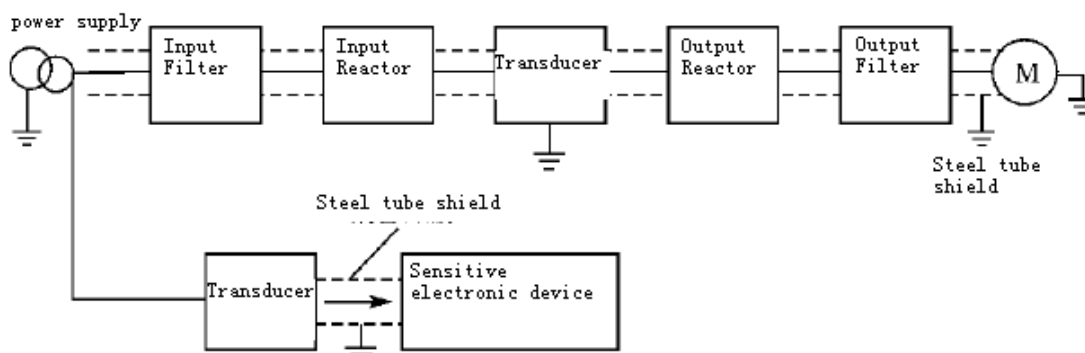 power supply
Input
Filter
Input
Reactor
Transducer
Output
Reactor
Output
Filter
M
Steel tube
shield
Steel tube shield
Transducer
Sensitive
electronic device